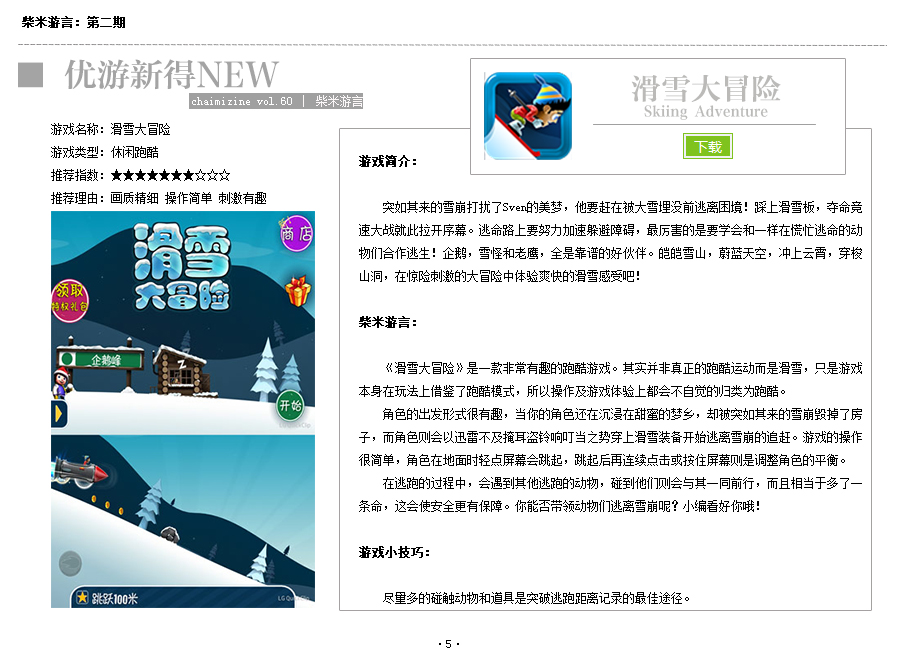 柴米游言：第二期
优游新得NEW
chaimizine vol.60 | 柴米游言
游戏名称：滑雪大冒险
游戏类型：休闲跑酷
推荐指数：★★★★★★★☆☆☆
推荐理由：画质精细 操作简单 刺激有趣
滑雪
大冒险
商店
领取
特权礼包
企鹅峰
开始
跳跃100米
滑雪大冒险
Skiing Adventure
下载
游戏简介：
突如其来的雪崩打扰了Sven的美梦，他要赶在被大雪埋没前逃离困境！踩上滑雪板，夺命竞
速大战就此拉开序幕。逃命路上要努力加速躲避障碍，最厉害的是要学会和一样在慌忙逃命的动
物们合作逃生！企鹅，雪怪和老鹰，全是靠谱的好伙伴。皑皑雪山，蔚蓝天空，冲上云霄，穿梭
山洞，在惊险刺激的大冒险中体验爽快的滑雪感受吧！
柴米游言：
《滑雪大冒险》是一款非常有趣的跑酷游戏。其实并非真正的跑酷运动而是滑雪，只是游戏
本身在玩法上借鉴了跑酷模式，所以操作及游戏体验上都会不自觉的归类为跑酷。
角色的出发形式很有趣，当你的角色还在沉浸在甜蜜的梦乡，却被突如其来的雪崩毁掉了房
子，而角色则会以迅雷不及掩耳盗铃响叮当之势穿上滑雪装备开始逃离雪崩的追赶。游戏的操作
很简单，角色在地面时轻点屏幕会跳起，跳起后再连续点击或按住屏幕则是调整角色的平衡。
在逃跑的过程中，会遇到其他逃跑的动物，碰到他们则会与其一同前行，而且相当于多了一
条命，这会使安全更有保障。你能否带领动物们逃离雪崩呢？小编看好你哦！
游戏小技巧：
尽量多的碰触动物和道具是突破逃跑距离记录的最佳途径。
·5·